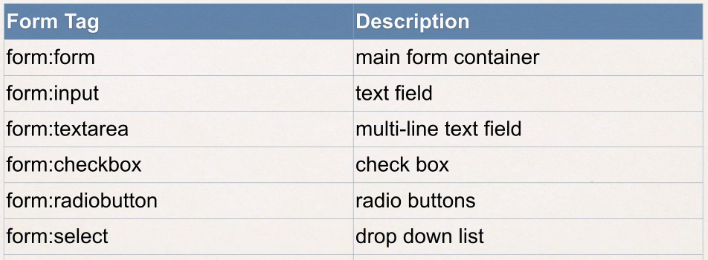 Form Tag Description
form:form main form container
form:input text field
form:textarea multi-line text field
form:checkbox check box
form:radiobutton radio buttons
form:select drop down list